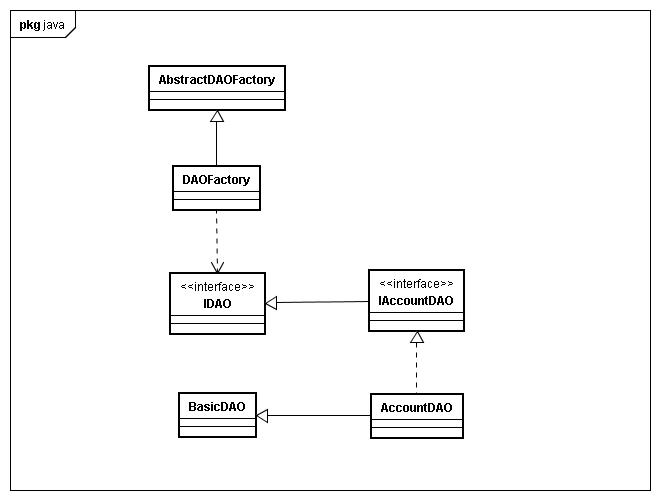 pkg java
AbstractDAOFactory
DAOFactory
<<interface>>
IDAO
<<interface>>
IAccountDAO
BasicDAO
AccountDAO